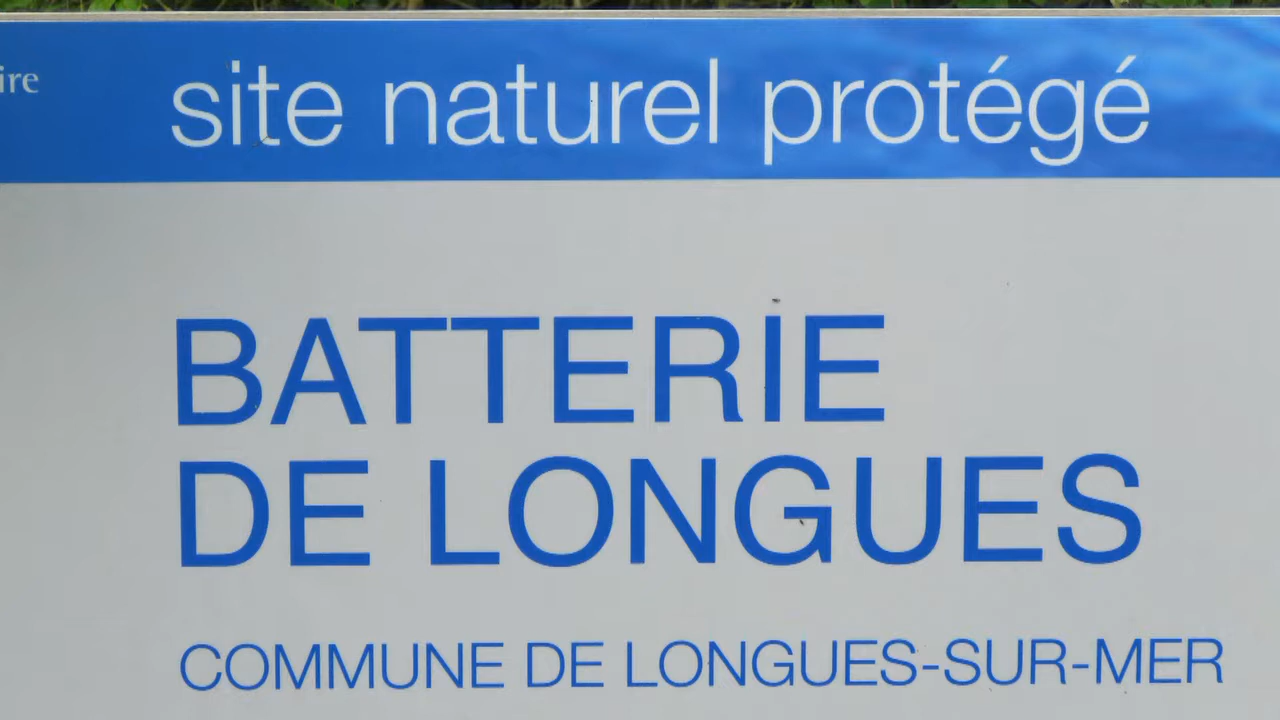 site naturel protégé
BATTERIE
DE LONGUES
COMMUNE DE LONGUES-SUR-MER